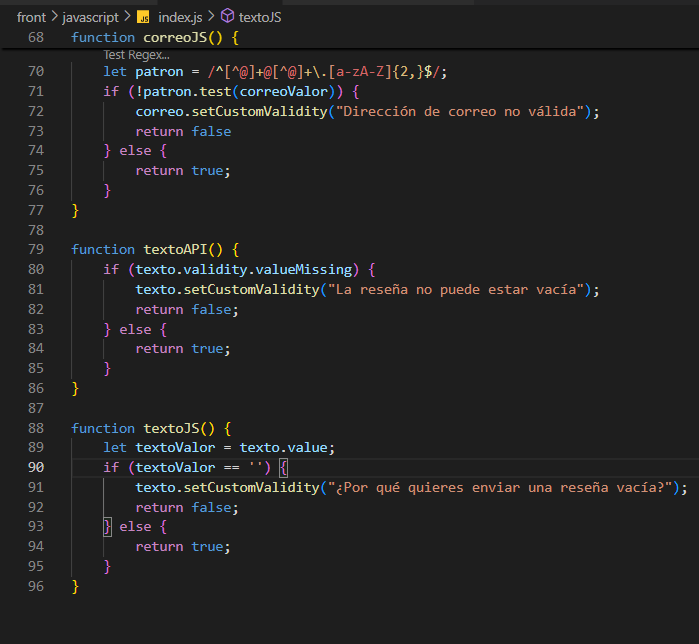 front > javascript > JS index.js > textoJS
68 function correoJS() {
Test Regex...
70 let patron = /^[^@]+@[^@]+\.[a-zA-Z]{2,}$/;
71 if (!patron.test(correoValor)) {
72 correo.setCustomValidity("Dirección de correo no válida");
73 return false
74 } else {
75 return true;
76 }
77 }
78
79 function textoAPI() {
80 if (texto.validity.valueMissing) {
81 texto.setCustomValidity("La reseña no puede estar vacía");
82 return false;
83 } else {
84 return true;
85 }
86 }
87
88 function textoJS() {
89 let textoValor = texto.value;
90 if (textoValor == '') {
91 texto.setCustomValidity("¿Por qué quieres enviar una reseña vacía?");
92 return false;
93 } else {
94 return true;
95 }
96 }